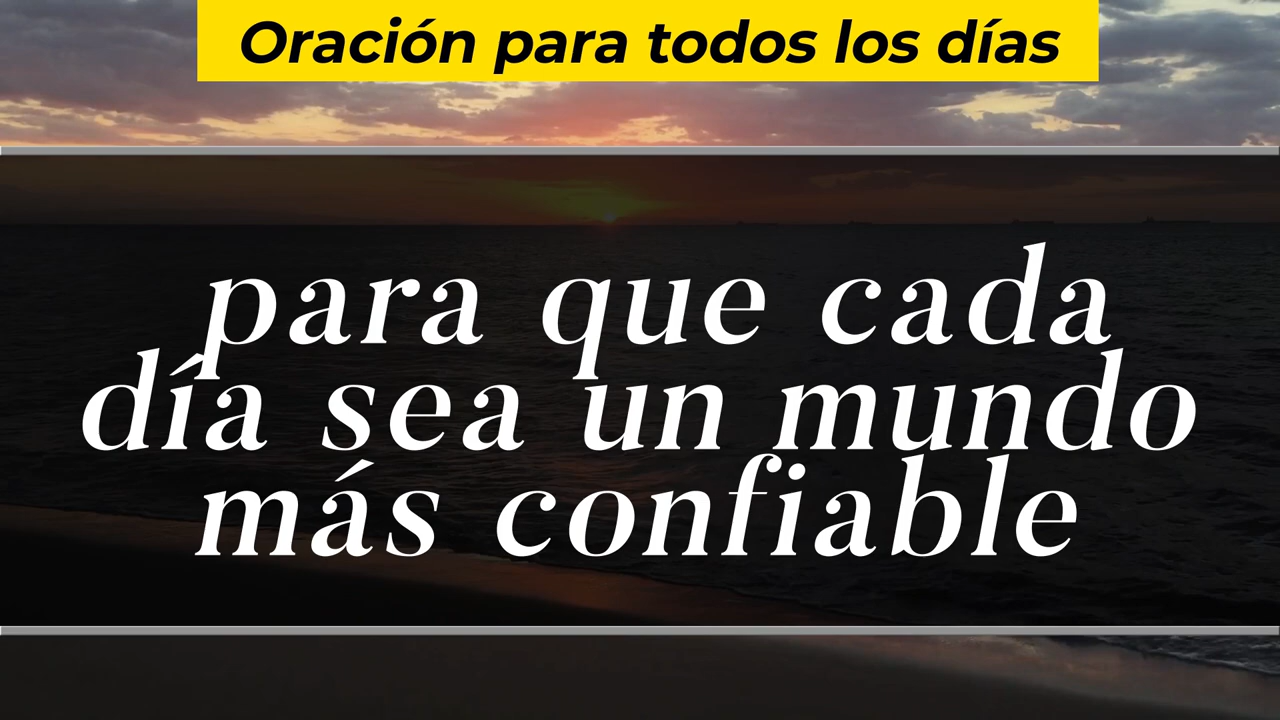 Oración para todos los días
para que cada
día sea un mundo
más confiable